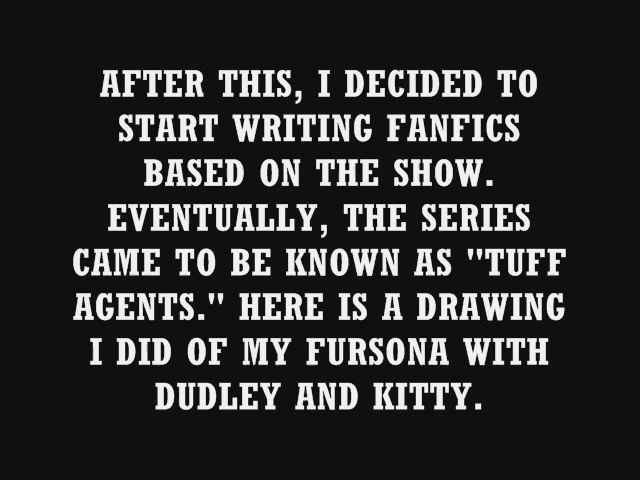 AFTER THIS, I DECIDED TO
START WRITING FANFICS
BASED ON THE SHOW.
EVENTUALLY, THE SERIES
CAME TO BE KNOWN AS "TUFF
AGENTS." HERE IS A DRAWING
I DID OF MY FURSONA WITH
DUDLEY AND KITTY.